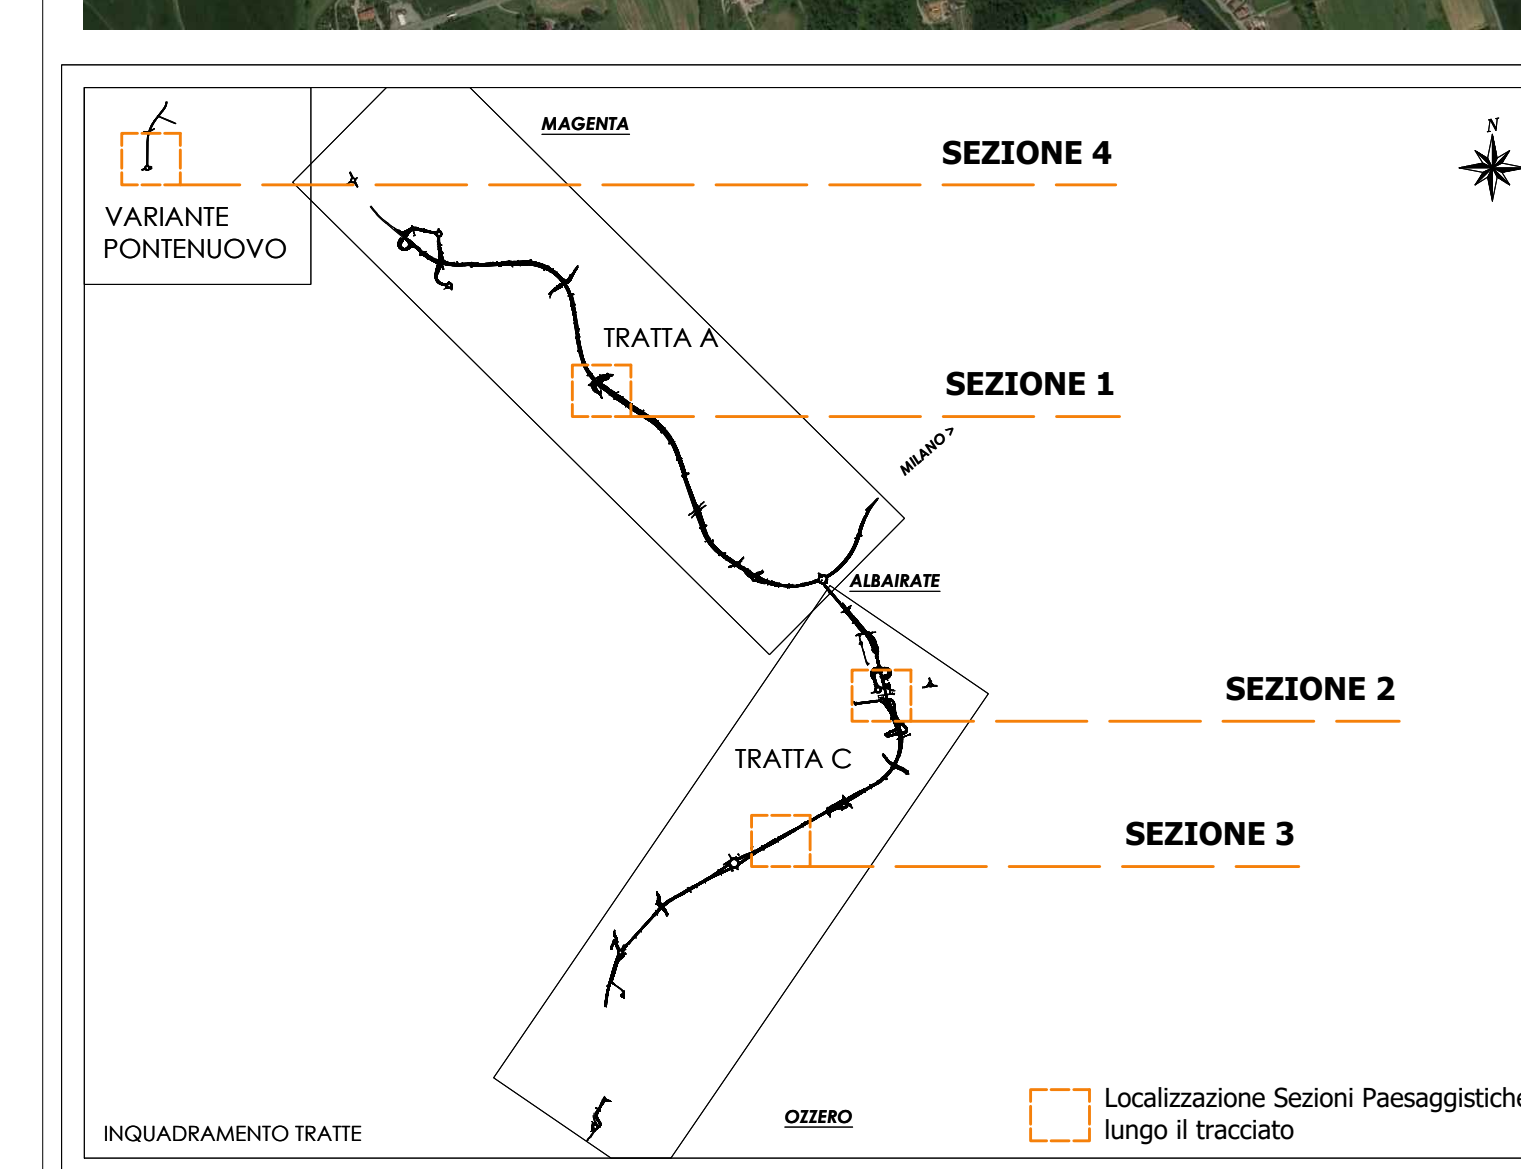 MAGENTA
N
SEZIONE 4
VARIANTE
PONTENUOVO
TRATTA A
SEZIONE 1
MILANO >
ALBAIRATE
SEZIONE 2
TRATTA C
SEZIONE 3
Localizzazione Sezioni Paesaggistiche
lungo il tracciato
OZZERO
INQUADRAMENTO TRATTE